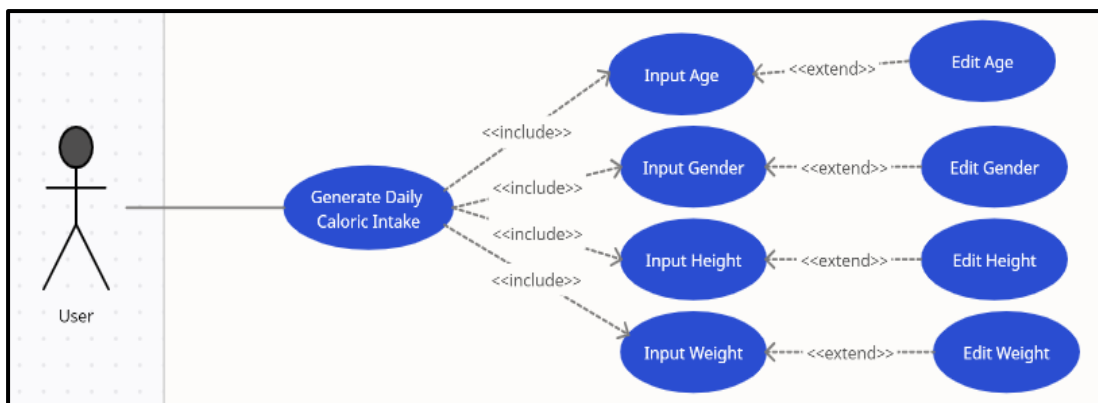 Input Age
<<extend>>
Edit Age
<<include>>
Input Gender
<<extend>>
Edit Gender
<<include>>
Generate Daily
Caloric Intake
<<include>>
Input Height
<<extend>>
Edit Height
<<include>>
User
Input Weight
<<extend>>
Edit Weight